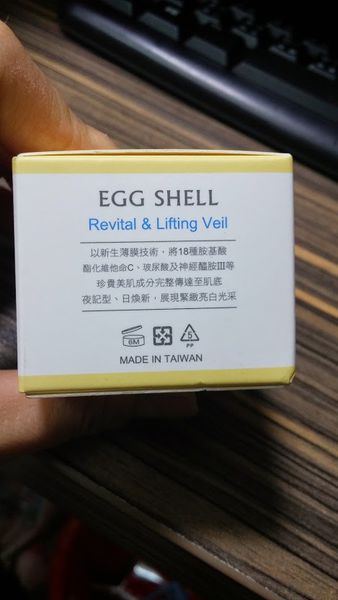 EGG SHELL
Revital & Lifting Veil
以新生薄膜技術，將18種胺基酸
酯化維他命C、玻尿酸及神經醯胺III等
珍貴美肌成分完整傳達至肌底
夜記型、日煥新，展現緊緻亮白光采
6M
5
PP
MADE IN TAIWAN